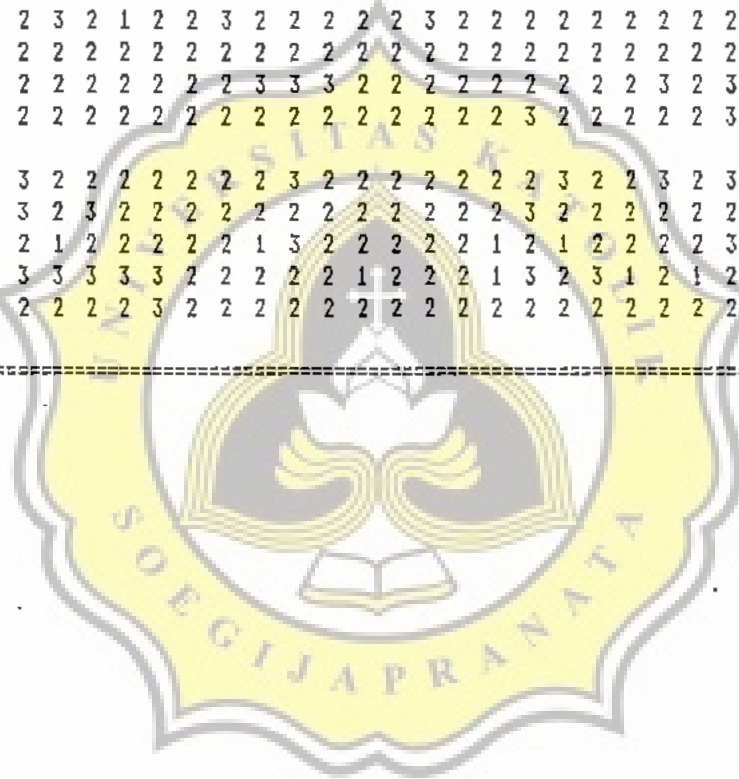 2 3 2 1 2 2 3 2 2 2 2 2 3 2 2 2 2 2 2 2 2 2
2 2 2 2 2 2 2 2 2 2 2 2 2 2 2 2 2 2 2 2 2 2
2 2 2 2 2 2 2 3 3 3 2 2 2 2 2 2 2 2 2 3 2 3
2 2 2 2 2 2 2 2 2 2 2 2 2 2 2 3 2 2 2 2 2 3
3 2 2 2 2 2 2 2 3 2 2 2 2 2 2 2 3 2 2 3 2 3
3 2 3 2 2 2 2 2 2 2 2 2 2 2 2 3 2 2 2 2 2 2
2 1 2 2 2 2 2 1 3 2 2 2 2 2 1 2 1 2 2 2 2 3
3 3 3 3 3 2 2 2 2 2 1 2 2 2 1 3 2 3 1 2 1 2
2 2 2 2 3 2 2 2 2 2 2 2 2 2 2 2 2 2 2 2 2 2
UNIVERSITAS KATOLIK
SOEGIJAPRANATA